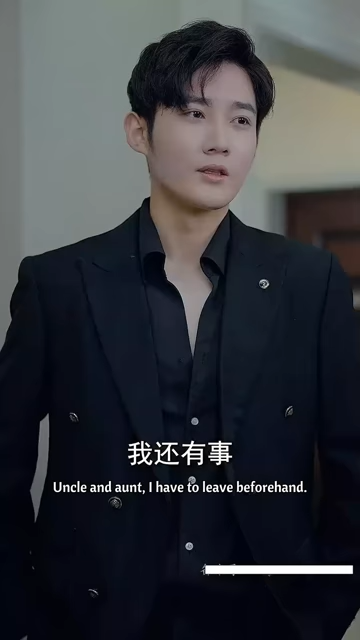 我还有事
Uncle and aunt, I have to leave beforehand.